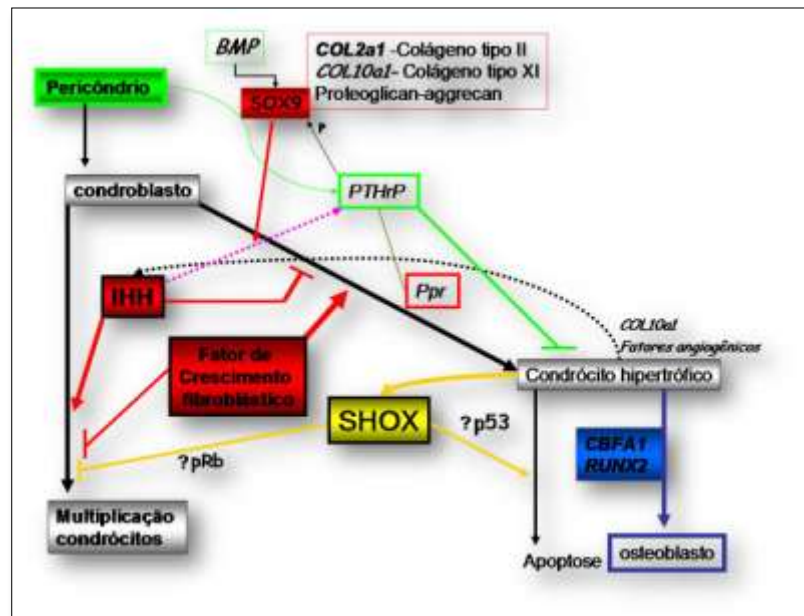 BMP
COL2a1 -Colágeno tipo II
COL10a1- Colágeno tipo XI
Proteoglican-aggrecan
Pericôndrio
SOX9
P
condroblasto
PTHrP
IHH
Ppr
COL10a1
Fatores angiogênicos
Fator de
Crescimento
fibroblástico
Condrócito hipertrófico
SHOX
?p53
?pRb
CBFA1
RUNX2
Multiplicação
condrócitos
Apoptose
osteoblasto